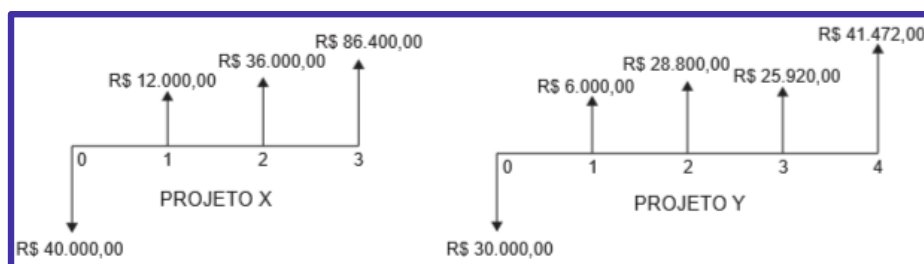 R$ 86.400,00
R$ 36.000,00
R$ 12.000,00
0 1 2 3
PROJETO X
R$ 40.000,00
R$ 41.472,00
R$ 28.800,00
R$ 25.920,00
R$ 6.000,00
0 1 2 3 4
PROJETO Y
R$ 30.000,00